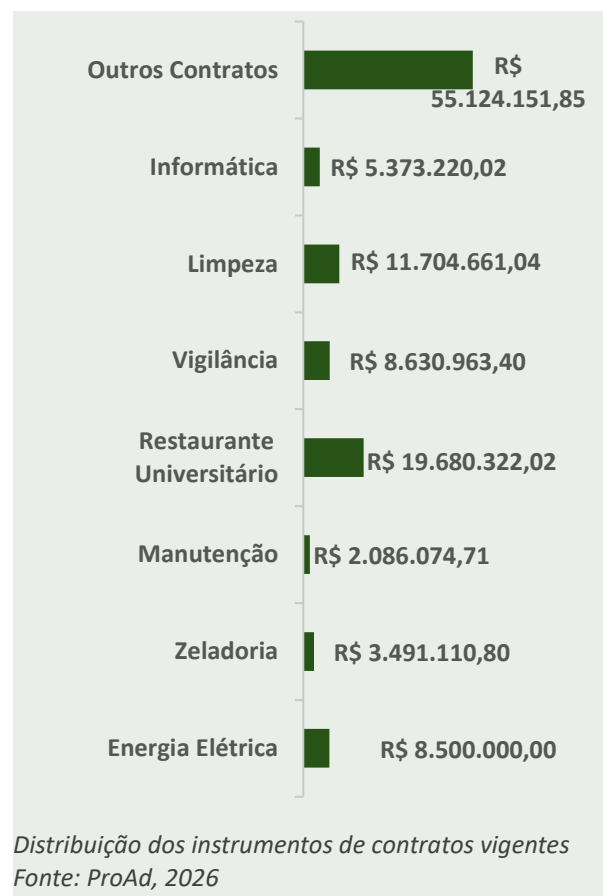 Outros Contratos
R$
55.124.151,85
Informática
R$ 5.373.220,02
Limpeza
R$ 11.704.661,04
Vigilância
R$ 8.630.963,40
Restaurante
Universitário
R$ 19.680.322,02
Manutenção
R$ 2.086.074,71
Zeladoria
R$ 3.491.110,80
Energia Elétrica
R$ 8.500.000,00
Distribuição dos instrumentos de contratos vigentes
Fonte: ProAd, 2026